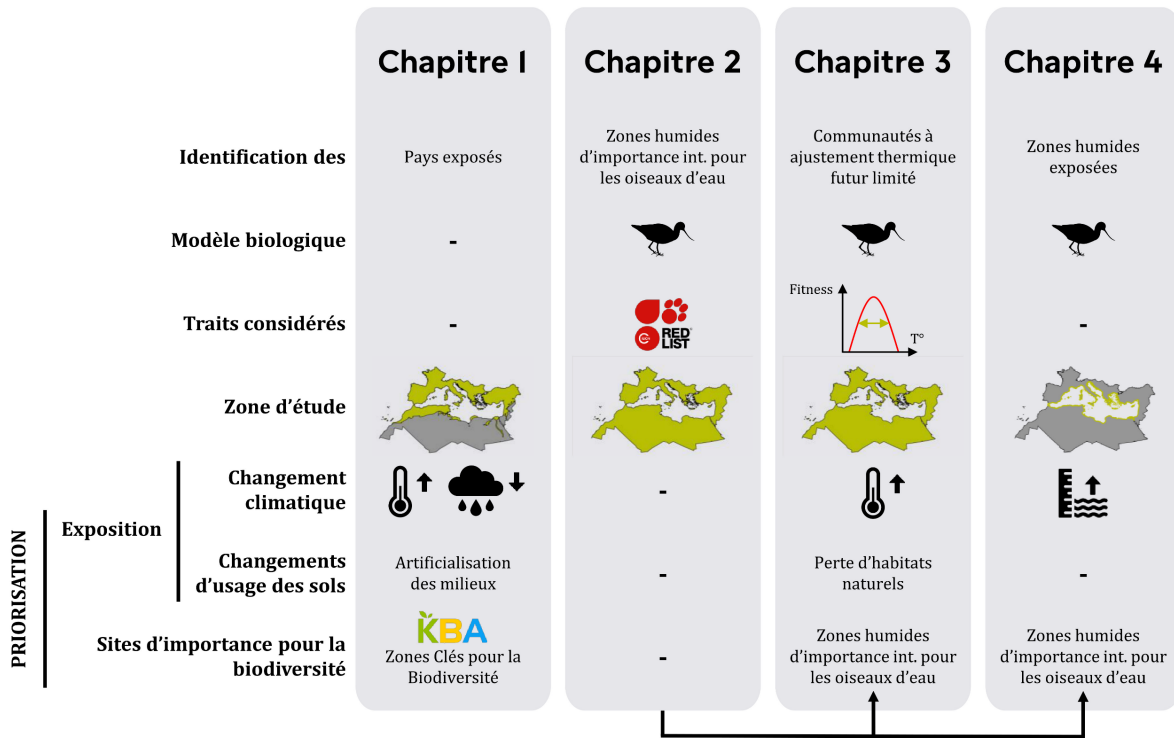 Chapitre 1
Chapitre 2
Chapitre 3
Chapitre 4
Identification des
Pays exposés
Zones humides
d'importance int. pour
les oiseaux d'eau
Communautés à
ajustement thermique
futur limité
Zones humides
exposées
Modèle biologique
-
Traits considérés
-
RED
LIST
Fitness
T°
-
Zone d'étude
PRIORISATION
Exposition
Changement
climatique
-
Changements
d'usage des sols
Artificialisation
des milieux
-
Perte d'habitats
naturels
-
Sites d'importance pour la
biodiversité
KBA
Zones Clés pour la
Biodiversité
-
Zones humides
d'importance int. pour
les oiseaux d'eau
Zones humides
d'importance int. pour
les oiseaux d'eau